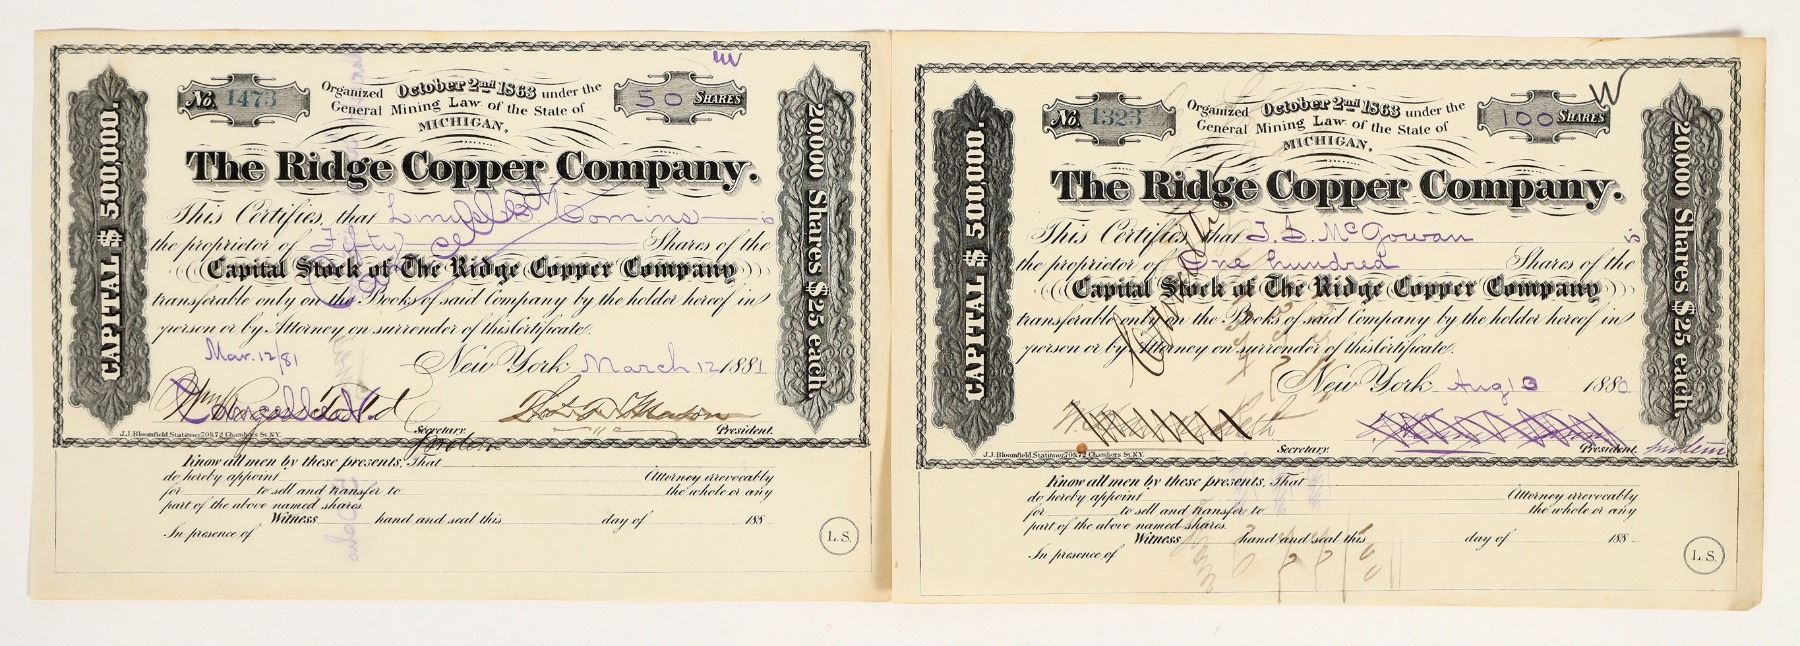 W
No. 1473
Organized October 2nd 1863 under the
General Mining Law of the State of
MICHIGAN,
50 SHARES
The Ridge Copper Company.
CAPITAL $ 500,000.
20,000 Shares $25 each.
This Certifies, that Comins is
the proprietor of Fifty Shares of the
Capital Stock of The Ridge Copper Company
transferable only on the Books of said Company by the holder hereof in
person or by Attorney on surrender of this certificate.
Cancelled
Mar. 12/81
New York March 12 1881
Cancelled
Mason
Secretary.
President.
J.J. Bloomfield Stationer 70 & 72 Chambers St. N.Y.
Protem
Know all men by these presents, That
do hereby appoint Attorney irrevocably
for to sell and transfer to the whole or any
part of the above named shares.
Witness hand and seal this day of 188
In presence of
L.S.
W
No. 1323
Organized October 2nd 1863 under the
General Mining Law of the State of
MICHIGAN,
100 SHARES
The Ridge Copper Company.
CAPITAL $ 500,000.
20,000 Shares $25 each.
This Certifies, that T. S. McGowan is
the proprietor of One hundred Shares of the
Capital Stock of The Ridge Copper Company
transferable only on the Books of said Company by the holder hereof in
person or by Attorney on surrender of this certificate.
New York Aug 1880
Secretary.
President. protem
J.J. Bloomfield Stationer 70 & 72 Chambers St. N.Y.
Know all men by these presents, That
do hereby appoint Attorney irrevocably
for to sell and transfer to the whole or any
part of the above named shares.
Witness hand and seal this day of 188
In presence of
L.S.